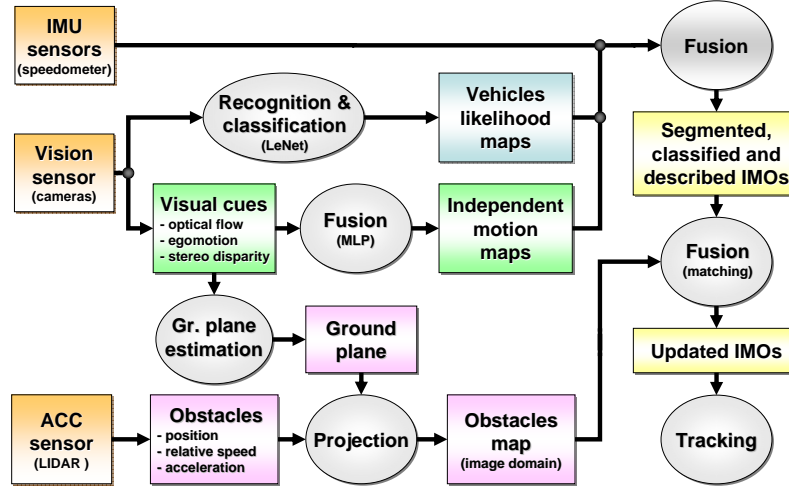 IMU
sensors
(speedometer)
Fusion
Recognition &
classification
(LeNet)
Vehicles
likelihood
maps
Segmented,
classified and
described IMOs
Vision
sensor
(cameras)
Visual cues
- optical flow
- egomotion
- stereo disparity
Fusion
(MLP)
Independent
motion
maps
Fusion
(matching)
Gr. plane
estimation
Ground
plane
Updated IMOs
ACC
sensor
(LIDAR )
Obstacles
- position
- relative speed
- acceleration
Projection
Obstacles
map
(image domain)
Tracking